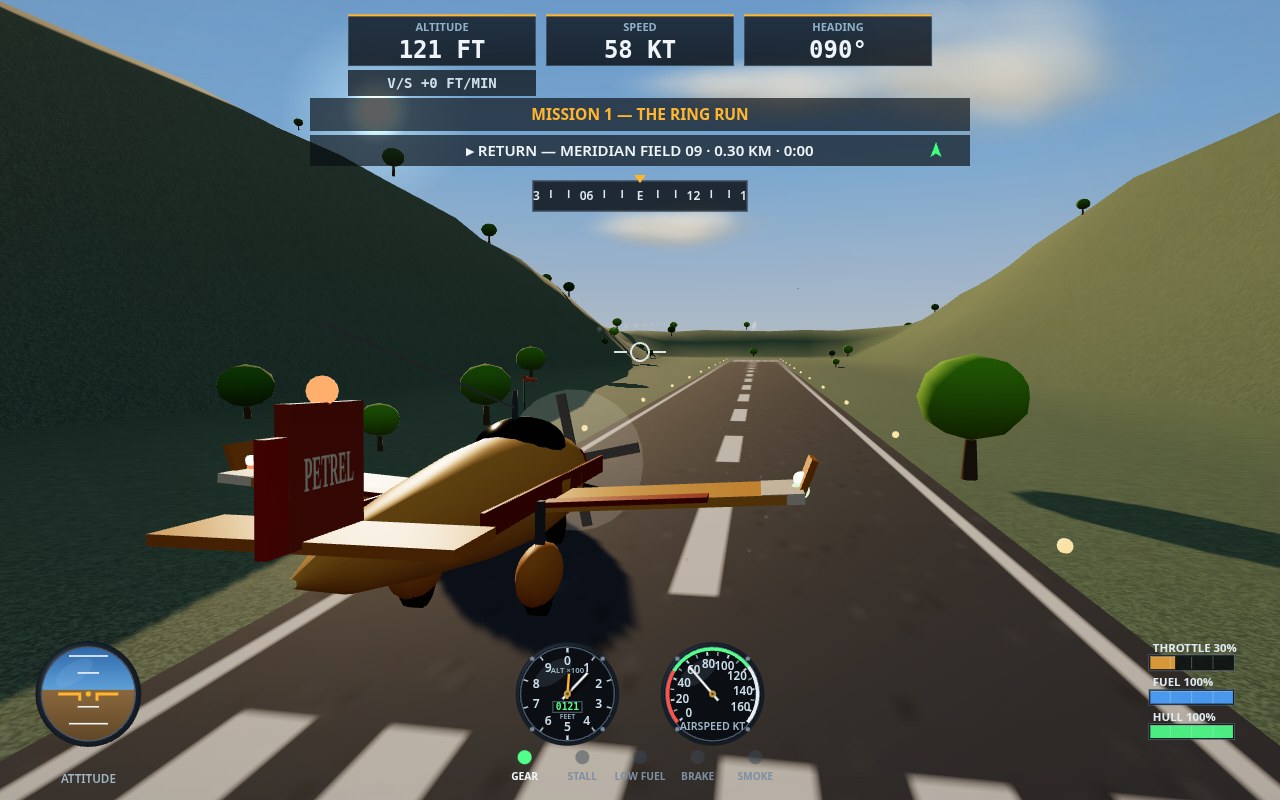 ALTITUDE
121 FT
SPEED
58 KT
HEADING
090°
V/S +0 FT/MIN
MISSION 1 — THE RING RUN
▸ RETURN — MERIDIAN FIELD 09 · 0.30 KM · 0:00
3 06 E 12 1
PETREL
ATTITUDE
0 1 2 3 4 5 6 7 8 9
ALT ×100
0121
FEET
0 20 40 60 80 100 120 140 160
AIRSPEED KT
GEAR
STALL
LOW FUEL
BRAKE
SMOKE
THROTTLE 30%
FUEL 100%
HULL 100%